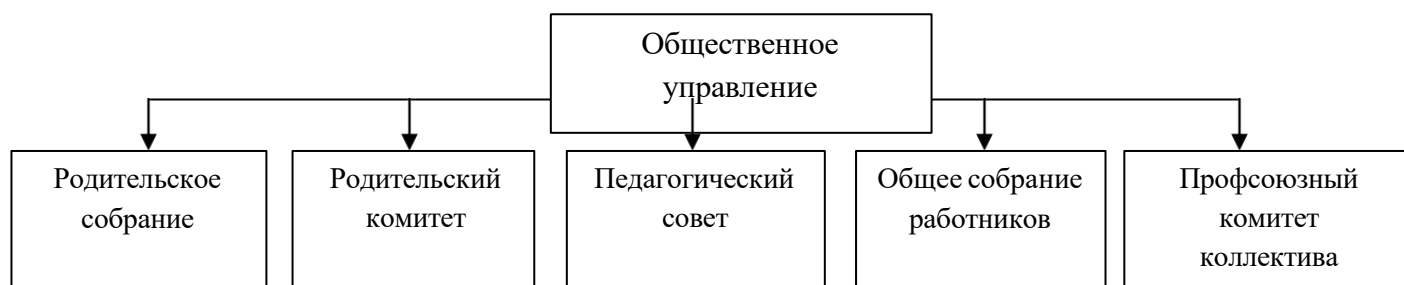 Общественное
управление
Родительское
собрание
Родительский
комитет
Педагогический
совет
Общее собрание
работников
Профсоюзный
комитет
коллектива